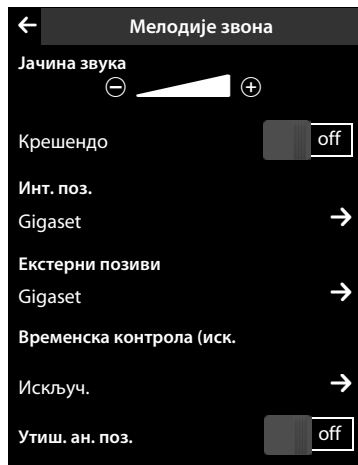 Мелодије звона
Јачина звука
Крешендо off
Инт. поз.
Gigaset
Екстерни позиви
Gigaset
Временска контрола (иск.
Искључ.
Утиш. ан. поз. off